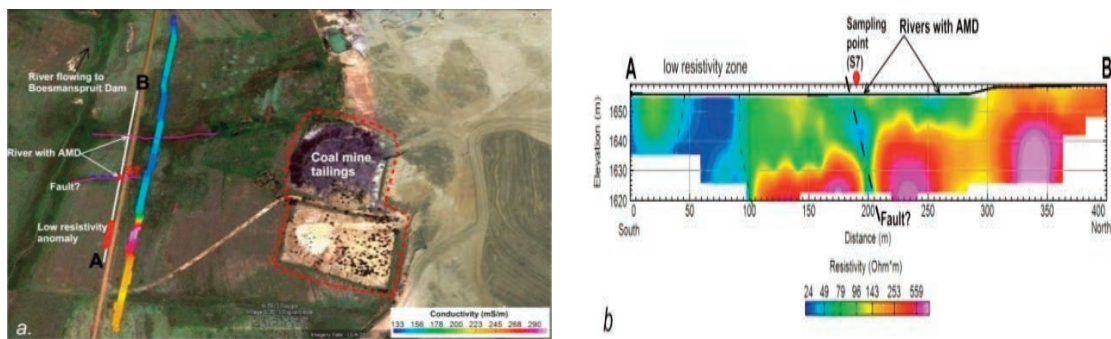 River flowing to
Boesmanspruit Dam
B
River with AMD
Fault?
Low resistivity
anomaly
A
Coal mine
tailings
Conductivity (mS/m)
133 156 178 200 223 245 268 290
a.
b
Sampling
point
(S7)
Rivers with AMD
A
low resistivity zone
B
Elevation (m)
1650
1640
1630
1620
0 50 100 150 200 250 300 350 400
South
Fault?
North
Distance (m)
Resistivity (Ohm*m)
24 49 79 96 143 253 559